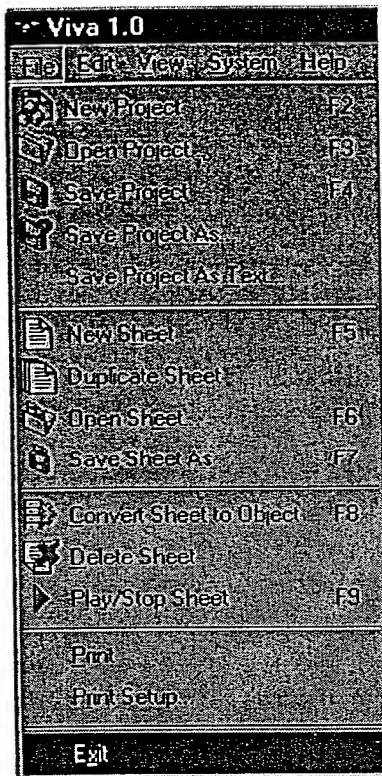 Viva 1.0
File Edit View System Help
New Project F2
Open Project... F3
Save Project F4
Save Project As...
Save Project As Text...
New Sheet F5
Duplicate Sheet
Open Sheet F6
Save Sheet As F7
Convert Sheet to Object F8
Delete Sheet
Play/Stop Sheet F9
Print
Print Setup...
Exit